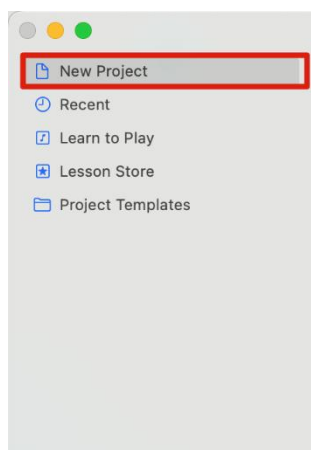 New Project
Recent
Learn to Play
Lesson Store
Project Templates